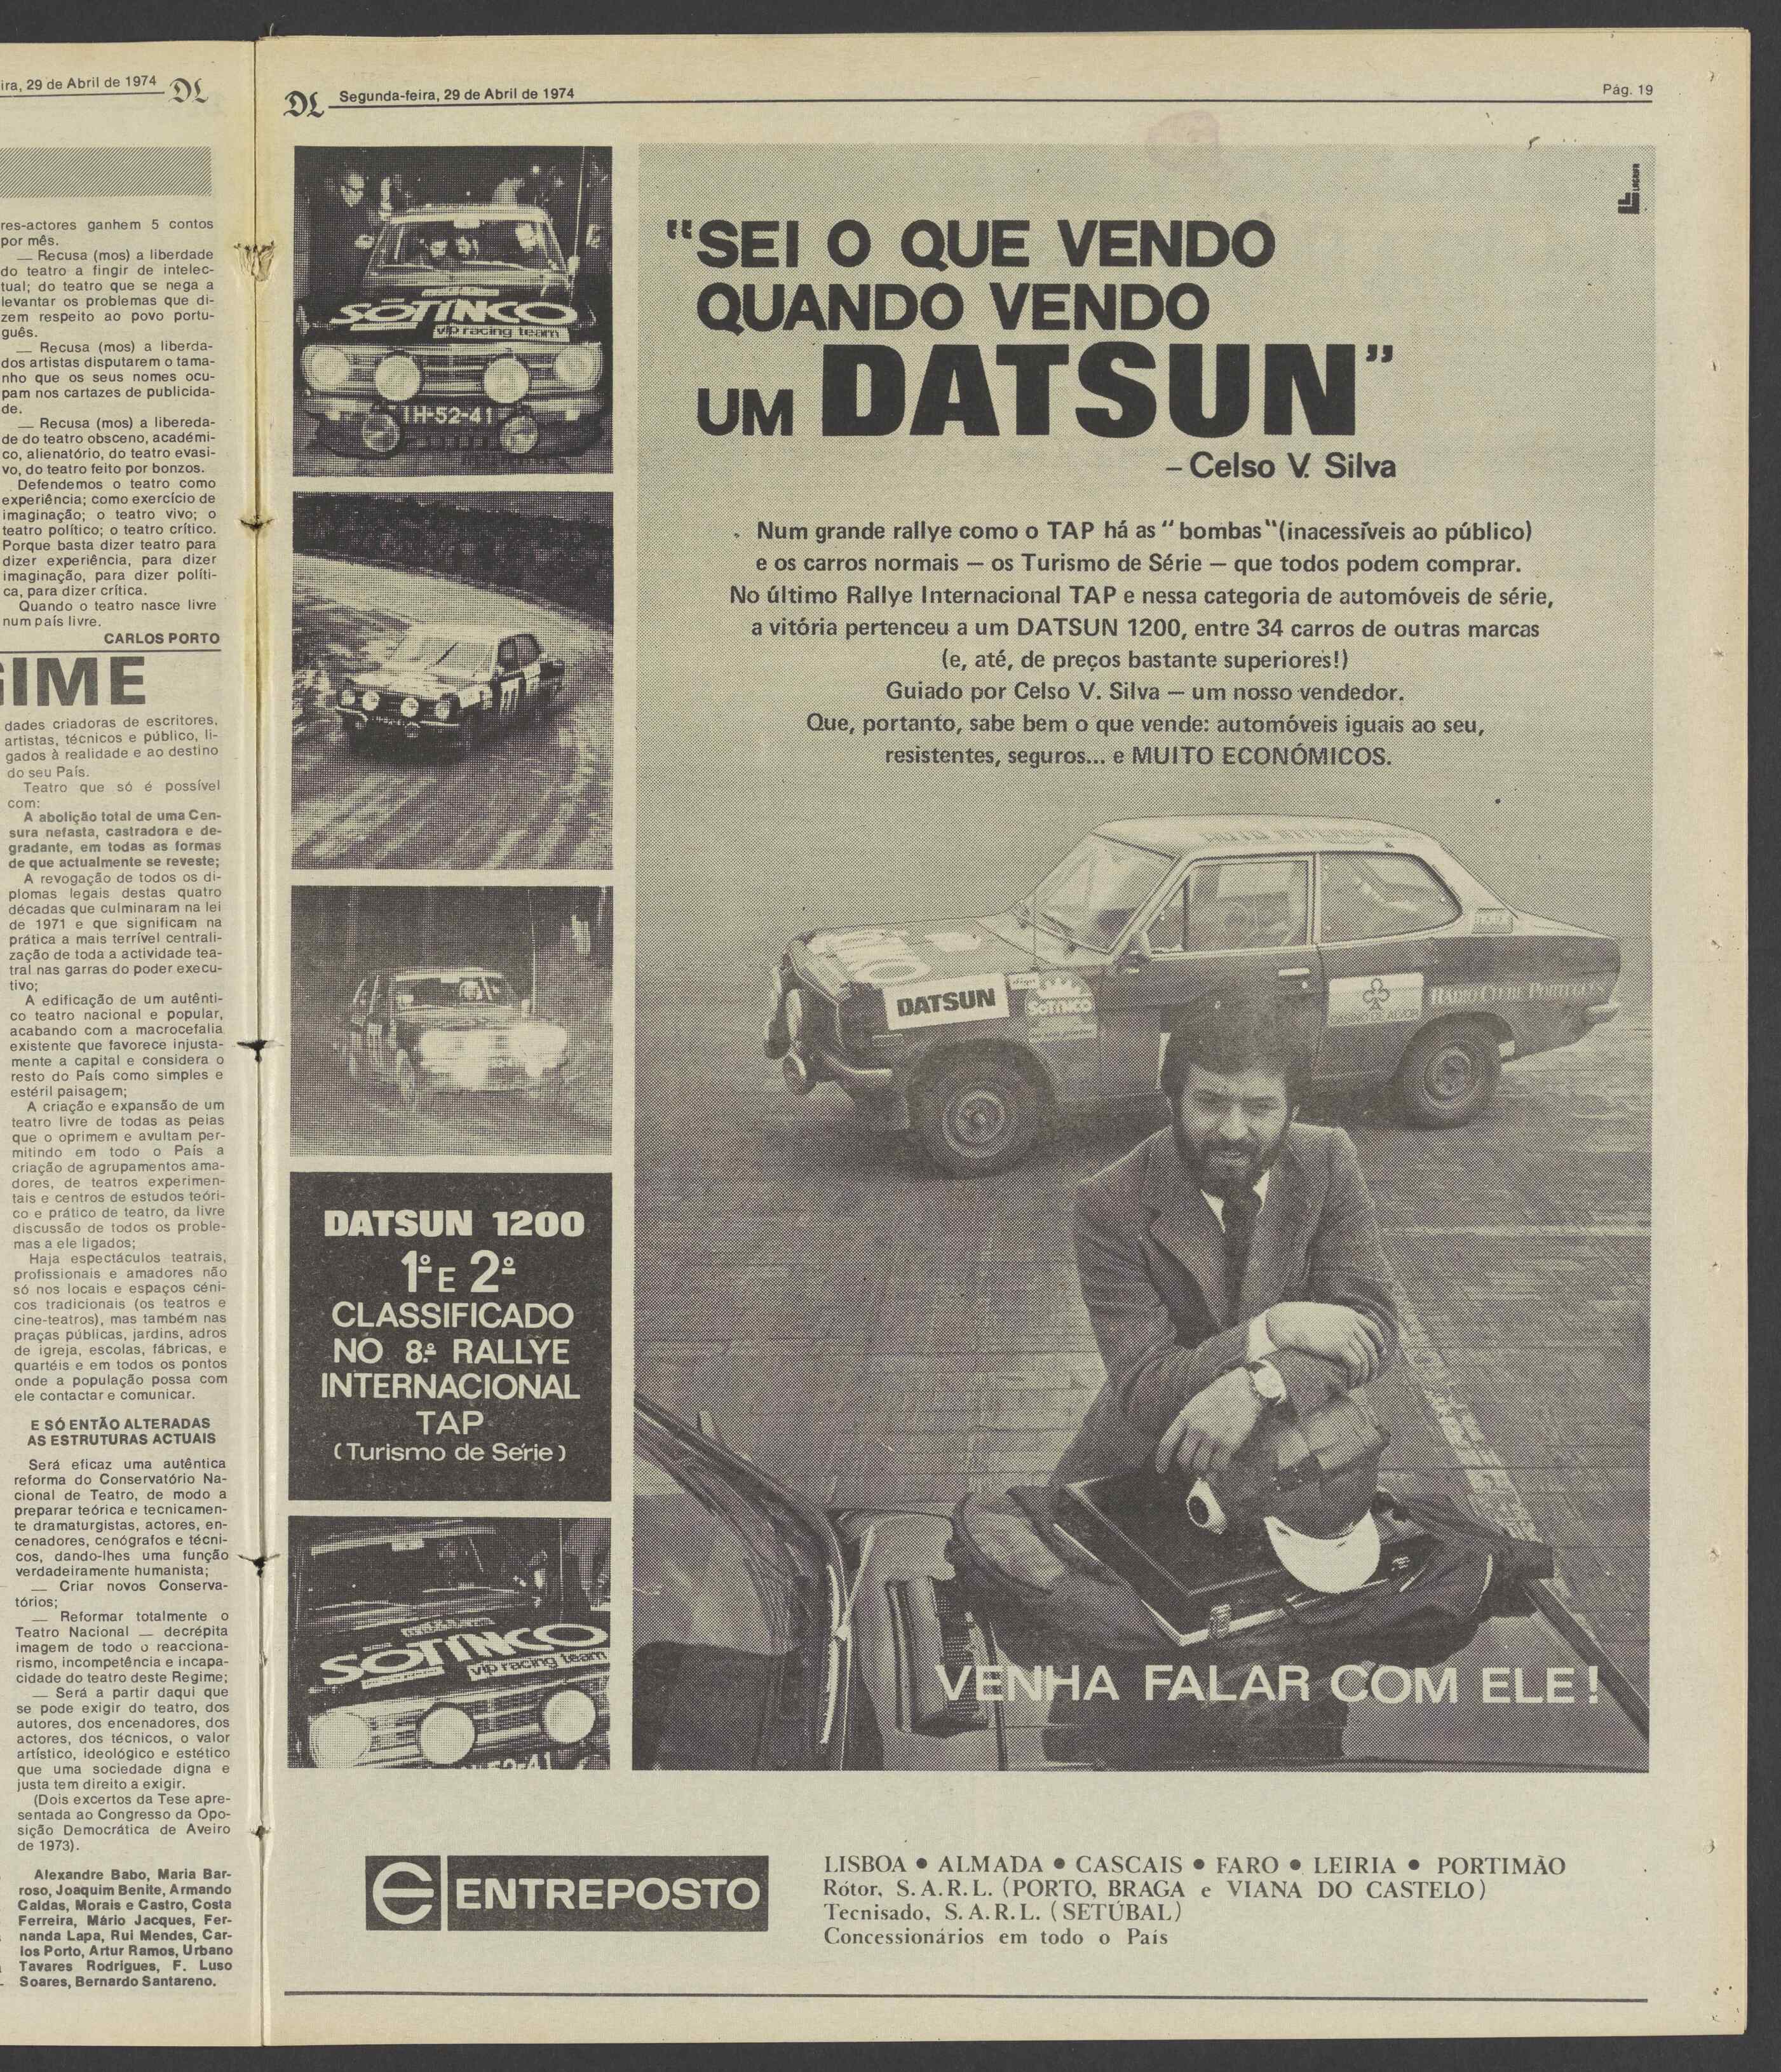 ira, 29 de Abril de 1974 DL
res-actores ganhem 5 contos
por mês.
— Recusa (mos) a liberdade
do teatro a fingir de intelec-
tual; do teatro que se nega a
levantar os problemas que di-
zem respeito ao povo portu-
guês.
— Recusa (mos) a liberda-
dos artistas disputarem o tama-
nho que os seus nomes ocu-
pam nos cartazes de publicida-
de.
— Recusa (mos) a libereda-
de do teatro obsceno, académi-
co, alienatório, do teatro evasi-
vo, do teatro feito por bonzos.
Defendemos o teatro como
experiência; como exercício de
imaginação; o teatro vivo; o
teatro político; o teatro crítico.
Porque basta dizer teatro para
dizer experiência, para dizer
imaginação, para dizer políti-
ca, para dizer crítica.
Quando o teatro nasce livre
num país livre.
CARLOS PORTO
GIME
dades criadoras de escritores,
artistas, técnicos e público, li-
gados à realidade e ao destino
do seu País.
Teatro que só é possível
com:
A abolição total de uma Cen-
sura nefasta, castradora e de-
gradante, em todas as formas
de que actualmente se reveste;
A revogação de todos os di-
plomas legais destas quatro
décadas que culminaram na lei
de 1971 e que significam na
prática a mais terrível centrali-
zação de toda a actividade tea-
tral nas garras do poder execu-
tivo;
A edificação de um autênti-
co teatro nacional e popular,
acabando com a macrocefalia
existente que favorece injusta-
mente a capital e considera o
resto do País como simples e
estéril paisagem;
A criação e expansão de um
teatro livre de todas as peias
que o oprimem e avultam per-
mitindo em todo o País a
criação de agrupamentos ama-
dores, de teatros experimen-
tais e centros de estudos teóri-
co e prático de teatro, da livre
discussão de todos os proble-
mas a ele ligados;
Haja espectáculos teatrais,
profissionais e amadores não
só nos locais e espaços céni-
cos tradicionais (os teatros e
cine-teatros), mas também nas
praças públicas, jardins, adros
de igreja, escolas, fábricas, e
quartéis e em todos os pontos
onde a população possa com
ele contactar e comunicar.
E SÓ ENTÃO ALTERADAS
AS ESTRUTURAS ACTUAIS
Será eficaz uma autêntica
reforma do Conservatório Na-
cional de Teatro, de modo a
preparar teórica e tecnicamen-
te dramaturgistas, actores, en-
cenadores, cenógrafos e técni-
cos, dando-lhes uma função
verdadeiramente humanista;
— Criar novos Conserva-
tórios;
— Reformar totalmente o
Teatro Nacional — decrépita
imagem de todo o reacciona-
rismo, incompetência e incapa-
cidade do teatro deste Regime;
— Será a partir daqui que
se pode exigir do teatro, dos
autores, dos encenadores, dos
actores, dos técnicos, o valor
artístico, ideológico e estético
que uma sociedade digna e
justa tem direito a exigir.
(Dois excertos da Tese apre-
sentada ao Congresso da Opo-
sição Democrática de Aveiro
de 1973).
Alexandre Babo, Maria Bar-
roso, Joaquim Benite, Armando
Caldas, Morais e Castro, Costa
Ferreira, Mário Jacques, Fer-
nanda Lapa, Rui Mendes, Car-
los Porto, Artur Ramos, Urbano
Tavares Rodrigues, F. Luso
Soares, Bernardo Santareno.
DL Segunda-feira, 29 de Abril de 1974 Pág. 19
SOTINCO
vip racing team
IH-52-41
DATSUN 1200
1º E 2º
CLASSIFICADO
NO 8º RALLYE
INTERNACIONAL
TAP
(Turismo de Série)
SOTINCO
vip racing team
"SEI O QUE VENDO
QUANDO VENDO
UM DATSUN"
– Celso V. Silva
Num grande rallye como o TAP há as "bombas" (inacessíveis ao público)
e os carros normais — os Turismo de Série — que todos podem comprar.
No último Rallye Internacional TAP e nessa categoria de automóveis de série,
a vitória pertenceu a um DATSUN 1200, entre 34 carros de outras marcas
(e, até, de preços bastante superiores!)
Guiado por Celso V. Silva — um nosso vendedor.
Que, portanto, sabe bem o que vende: automóveis iguais ao seu,
resistentes, seguros... e MUITO ECONÓMICOS.
DATSUN
SOTINCO
CASINO DE ALVOR
RÁDIO CLUBE PORTUGUÊS
VENHA FALAR COM ELE!
ENTREPOSTO
LISBOA • ALMADA • CASCAIS • FARO • LEIRIA • PORTIMÃO
Rótor, S.A.R.L. (PORTO, BRAGA e VIANA DO CASTELO)
Tecnisado, S.A.R.L. (SETÚBAL)
Concessionários em todo o País